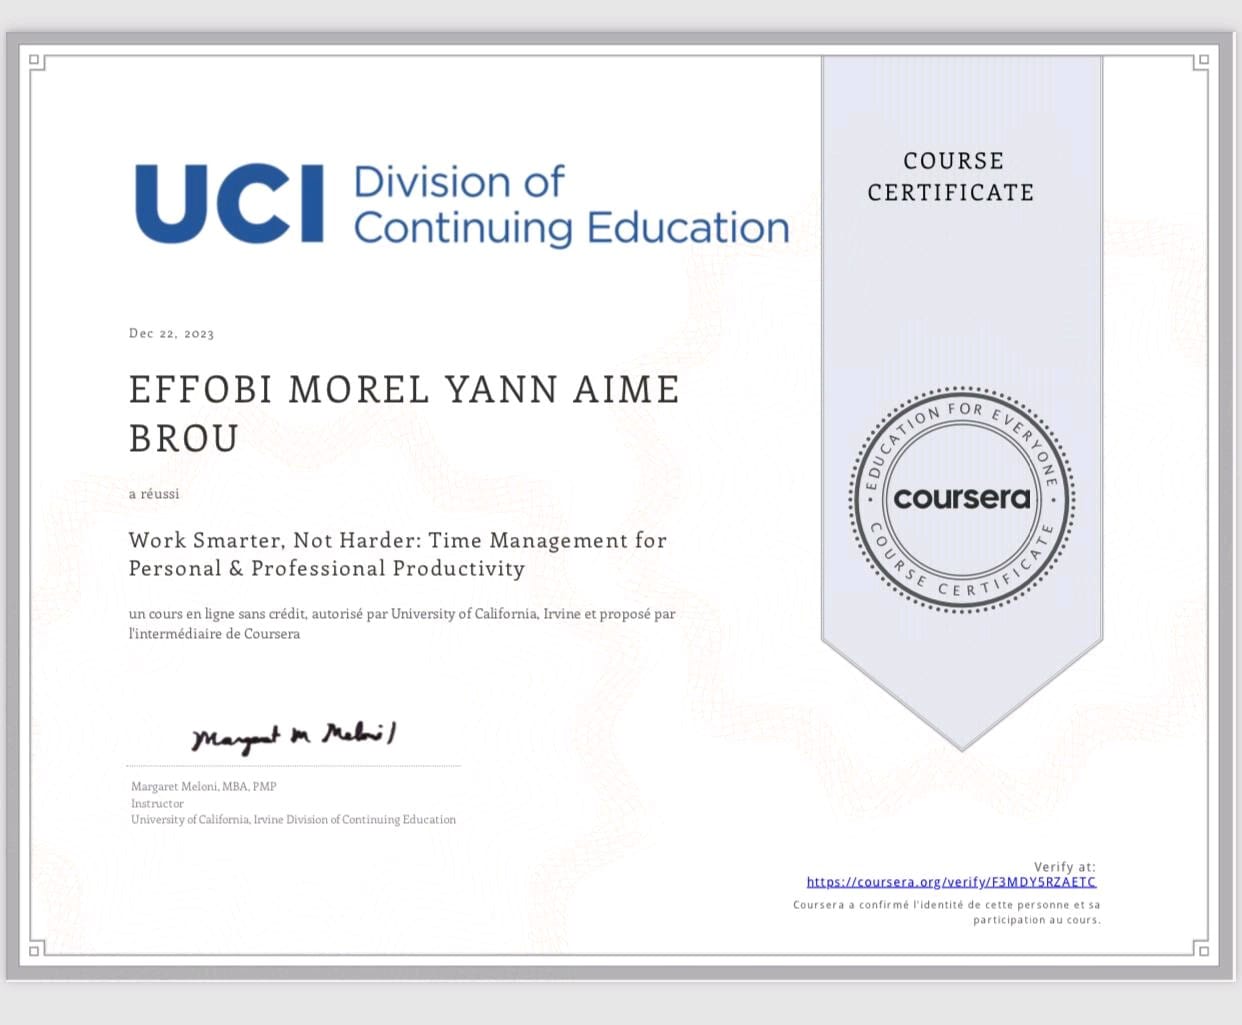 UCI Division of
Continuing Education
COURSE
CERTIFICATE
Dec 22, 2023
EFFOBI MOREL YANN AIME
BROU
a réussi
Work Smarter, Not Harder: Time Management for
Personal & Professional Productivity
un cours en ligne sans crédit, autorisé par University of California, Irvine et proposé par
l'intermédiaire de Coursera
EDUCATION FOR EVERYONE
coursera
COURSE CERTIFICATE
Margaret M Meloni
Margaret Meloni, MBA, PMP
Instructor
University of California, Irvine Division of Continuing Education
Verify at:
https://coursera.org/verify/F3MDY5RZAETC
Coursera a confirmé l'identité de cette personne et sa
participation au cours.